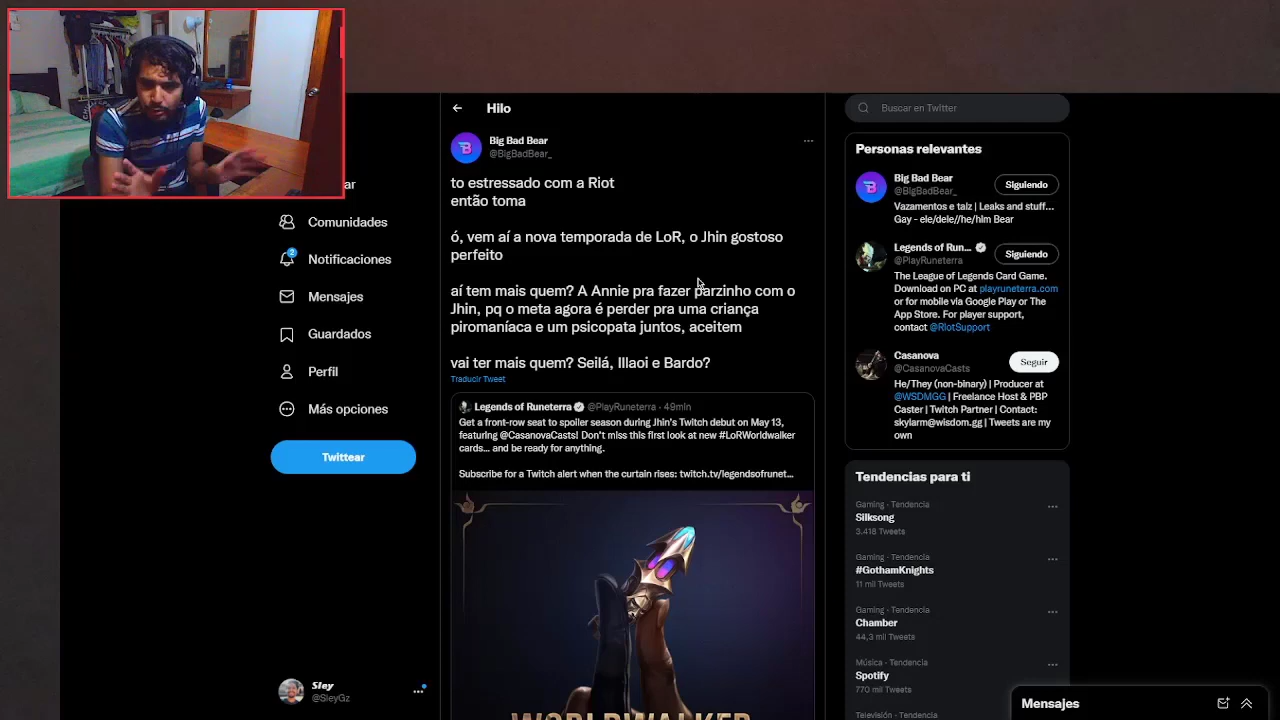 ar
Comunidades
2
Notificaciones
Mensajes
Guardados
Perfil
Más opciones
Twittear
Sley
@SleyGz
Hilo
Big Bad Bear
@BigBadBear_
to estressado com a Riot
então toma
ó, vem aí a nova temporada de LoR, o Jhin gostoso
perfeito
aí tem mais quem? A Annie pra fazer parzinho com o
Jhin, pq o meta agora é perder pra uma criança
piromaníaca e um psicopata juntos, aceitem
vai ter mais quem? Seilá, Illaoi e Bardo?
Traducir Tweet
Legends of Runeterra @PlayRuneterra · 49min
Get a front-row seat to spoiler season during Jhin's Twitch debut on May 13,
featuring @CasanovaCasts! Don't miss this first look at new #LoRWorldwalker
cards... and be ready for anything.
Subscribe for a Twitch alert when the curtain rises: twitch.tv/legendsofrunet...
WORLDWALKER
Buscar en Twitter
Personas relevantes
Big Bad Bear
@BigBadBear_
Siguiendo
Vazamentos e talz | Leaks and stuff...
Gay - ele/dele//he/him Bear
Legends of Run...
@PlayRuneterra
Siguiendo
The League of Legends Card Game.
Download on PC at playruneterra.com
or for mobile via Google Play or The
App Store. For player support,
contact @RiotSupport
Casanova
@CasanovaCasts
Seguir
He/They (non-binary) | Producer at
@WSDMGG | Freelance Host & PBP
Caster | Twitch Partner | Contact:
skylarm@wisdom.gg | Tweets are my
own
Tendencias para ti
Gaming · Tendencia
Silksong
3.418 Tweets
Gaming · Tendencia
#GothamKnights
11 mil Tweets
Gaming · Tendencia
Chamber
44,3 mil Tweets
Música · Tendencia
Spotify
770 mil Tweets
Televisión · Tendencia
Mensajes